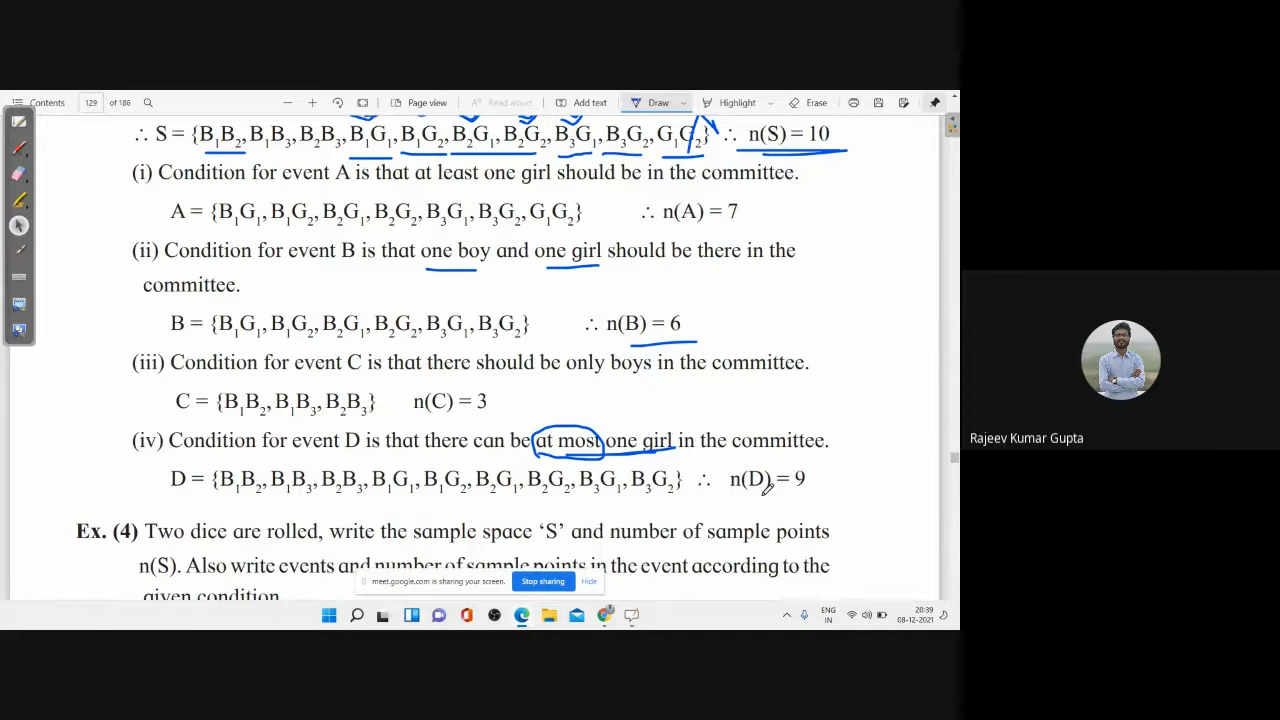 Contents 129 of 186 Page view Read aloud Add text Draw Highlight Erase
∴ S = {B₁B₂, B₁B₃, B₂B₃, B₁G₁, B₁G₂, B₂G₁, B₂G₂, B₃G₁, B₃G₂, G₁G₂} ∴ n(S) = 10
(i) Condition for event A is that at least one girl should be in the committee.
A = {B₁G₁, B₁G₂, B₂G₁, B₂G₂, B₃G₁, B₃G₂, G₁G₂} ∴ n(A) = 7
(ii) Condition for event B is that one boy and one girl should be there in the
committee.
B = {B₁G₁, B₁G₂, B₂G₁, B₂G₂, B₃G₁, B₃G₂} ∴ n(B) = 6
(iii) Condition for event C is that there should be only boys in the committee.
C = {B₁B₂, B₁B₃, B₂B₃} n(C) = 3
Rajeev Kumar Gupta
(iv) Condition for event D is that there can be at most one girl in the committee.
D = {B₁B₂, B₁B₃, B₂B₃, B₁G₁, B₁G₂, B₂G₁, B₂G₂, B₃G₁, B₃G₂} ∴ n(D) = 9
Ex. (4) Two dice are rolled, write the sample space ‘S’ and number of sample points
n(S). Also write events and number of sample points in the event according to the
meet.google.com is sharing your screen. Stop sharing Hide
given condition
ENG
IN
20:39
08-12-2021